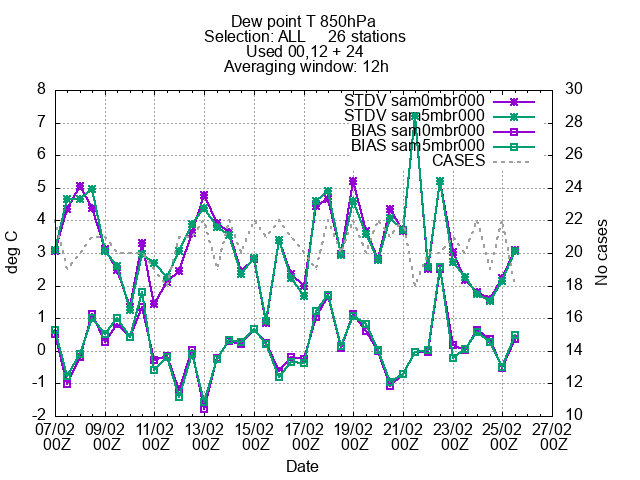 Dew point T 850hPa
Selection: ALL 26 stations
Used 00,12 + 24
Averaging window: 12h
STDV sam0mbr000
STDV sam5mbr000
BIAS sam0mbr000
BIAS sam5mbr000
CASES
8
7
6
5
4
3
2
1
0
-1
-2
deg C
30
28
26
24
22
20
18
16
14
12
10
No cases
07/02 09/02 11/02 13/02 15/02 17/02 19/02 21/02 23/02 25/02 27/02
00Z 00Z 00Z 00Z 00Z 00Z 00Z 00Z 00Z 00Z 00Z
Date